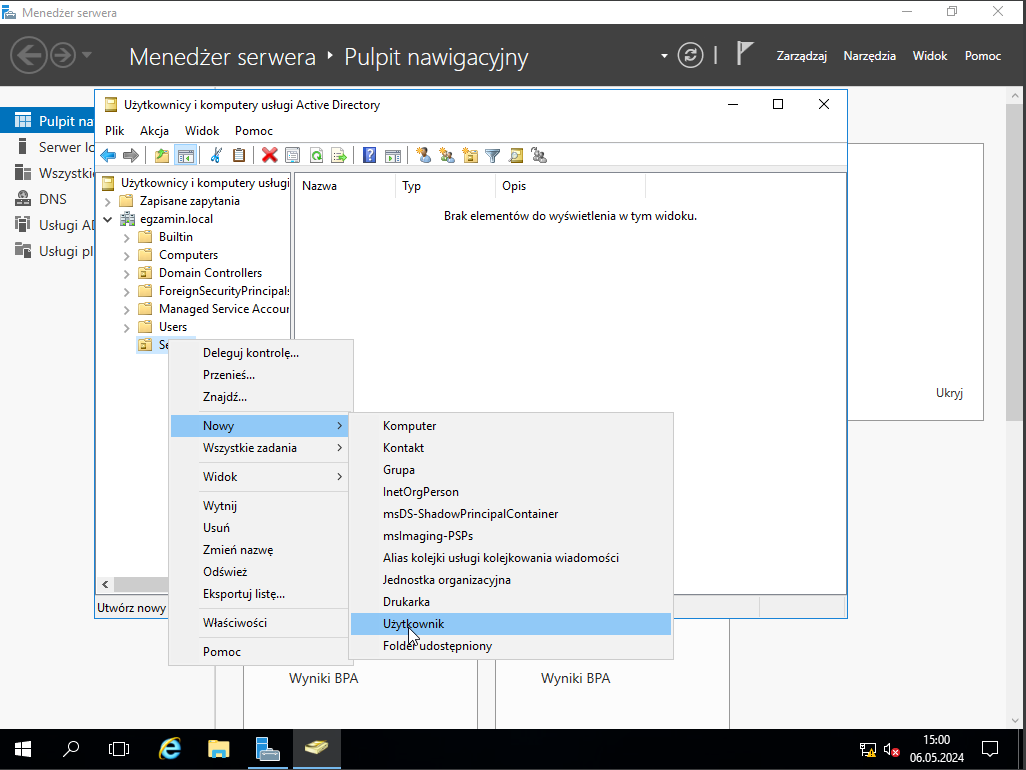 Menedżer serwera
Menedżer serwera
Pulpit nawigacyjny
Zarządzaj
Narzędzia
Widok
Pomoc
Pulpit na
Serwer lo
Wszystkie
DNS
Usługi AD
Usługi pl
Użytkownicy i komputery usługi Active Directory
Plik
Akcja
Widok
Pomoc
Użytkownicy i komputery usługi
Zapisane zapytania
egzamin.local
Builtin
Computers
Domain Controllers
ForeignSecurityPrincipals
Managed Service Accour
Users
Se
Nazwa
Typ
Opis
Brak elementów do wyświetlenia w tym widoku.
Utwórz nowy
Deleguj kontrolę...
Przenieś...
Znajdź...
Nowy
Wszystkie zadania
Widok
Wytnij
Usuń
Zmień nazwę
Odśwież
Eksportuj listę...
Właściwości
Pomoc
Komputer
Kontakt
Grupa
InetOrgPerson
msDS-ShadowPrincipalContainer
msImaging-PSPs
Alias kolejki usługi kolejkowania wiadomości
Jednostka organizacyjna
Drukarka
Użytkownik
Folder udostępniony
Ukryj
Wyniki BPA
Wyniki BPA
15:00
06.05.2024